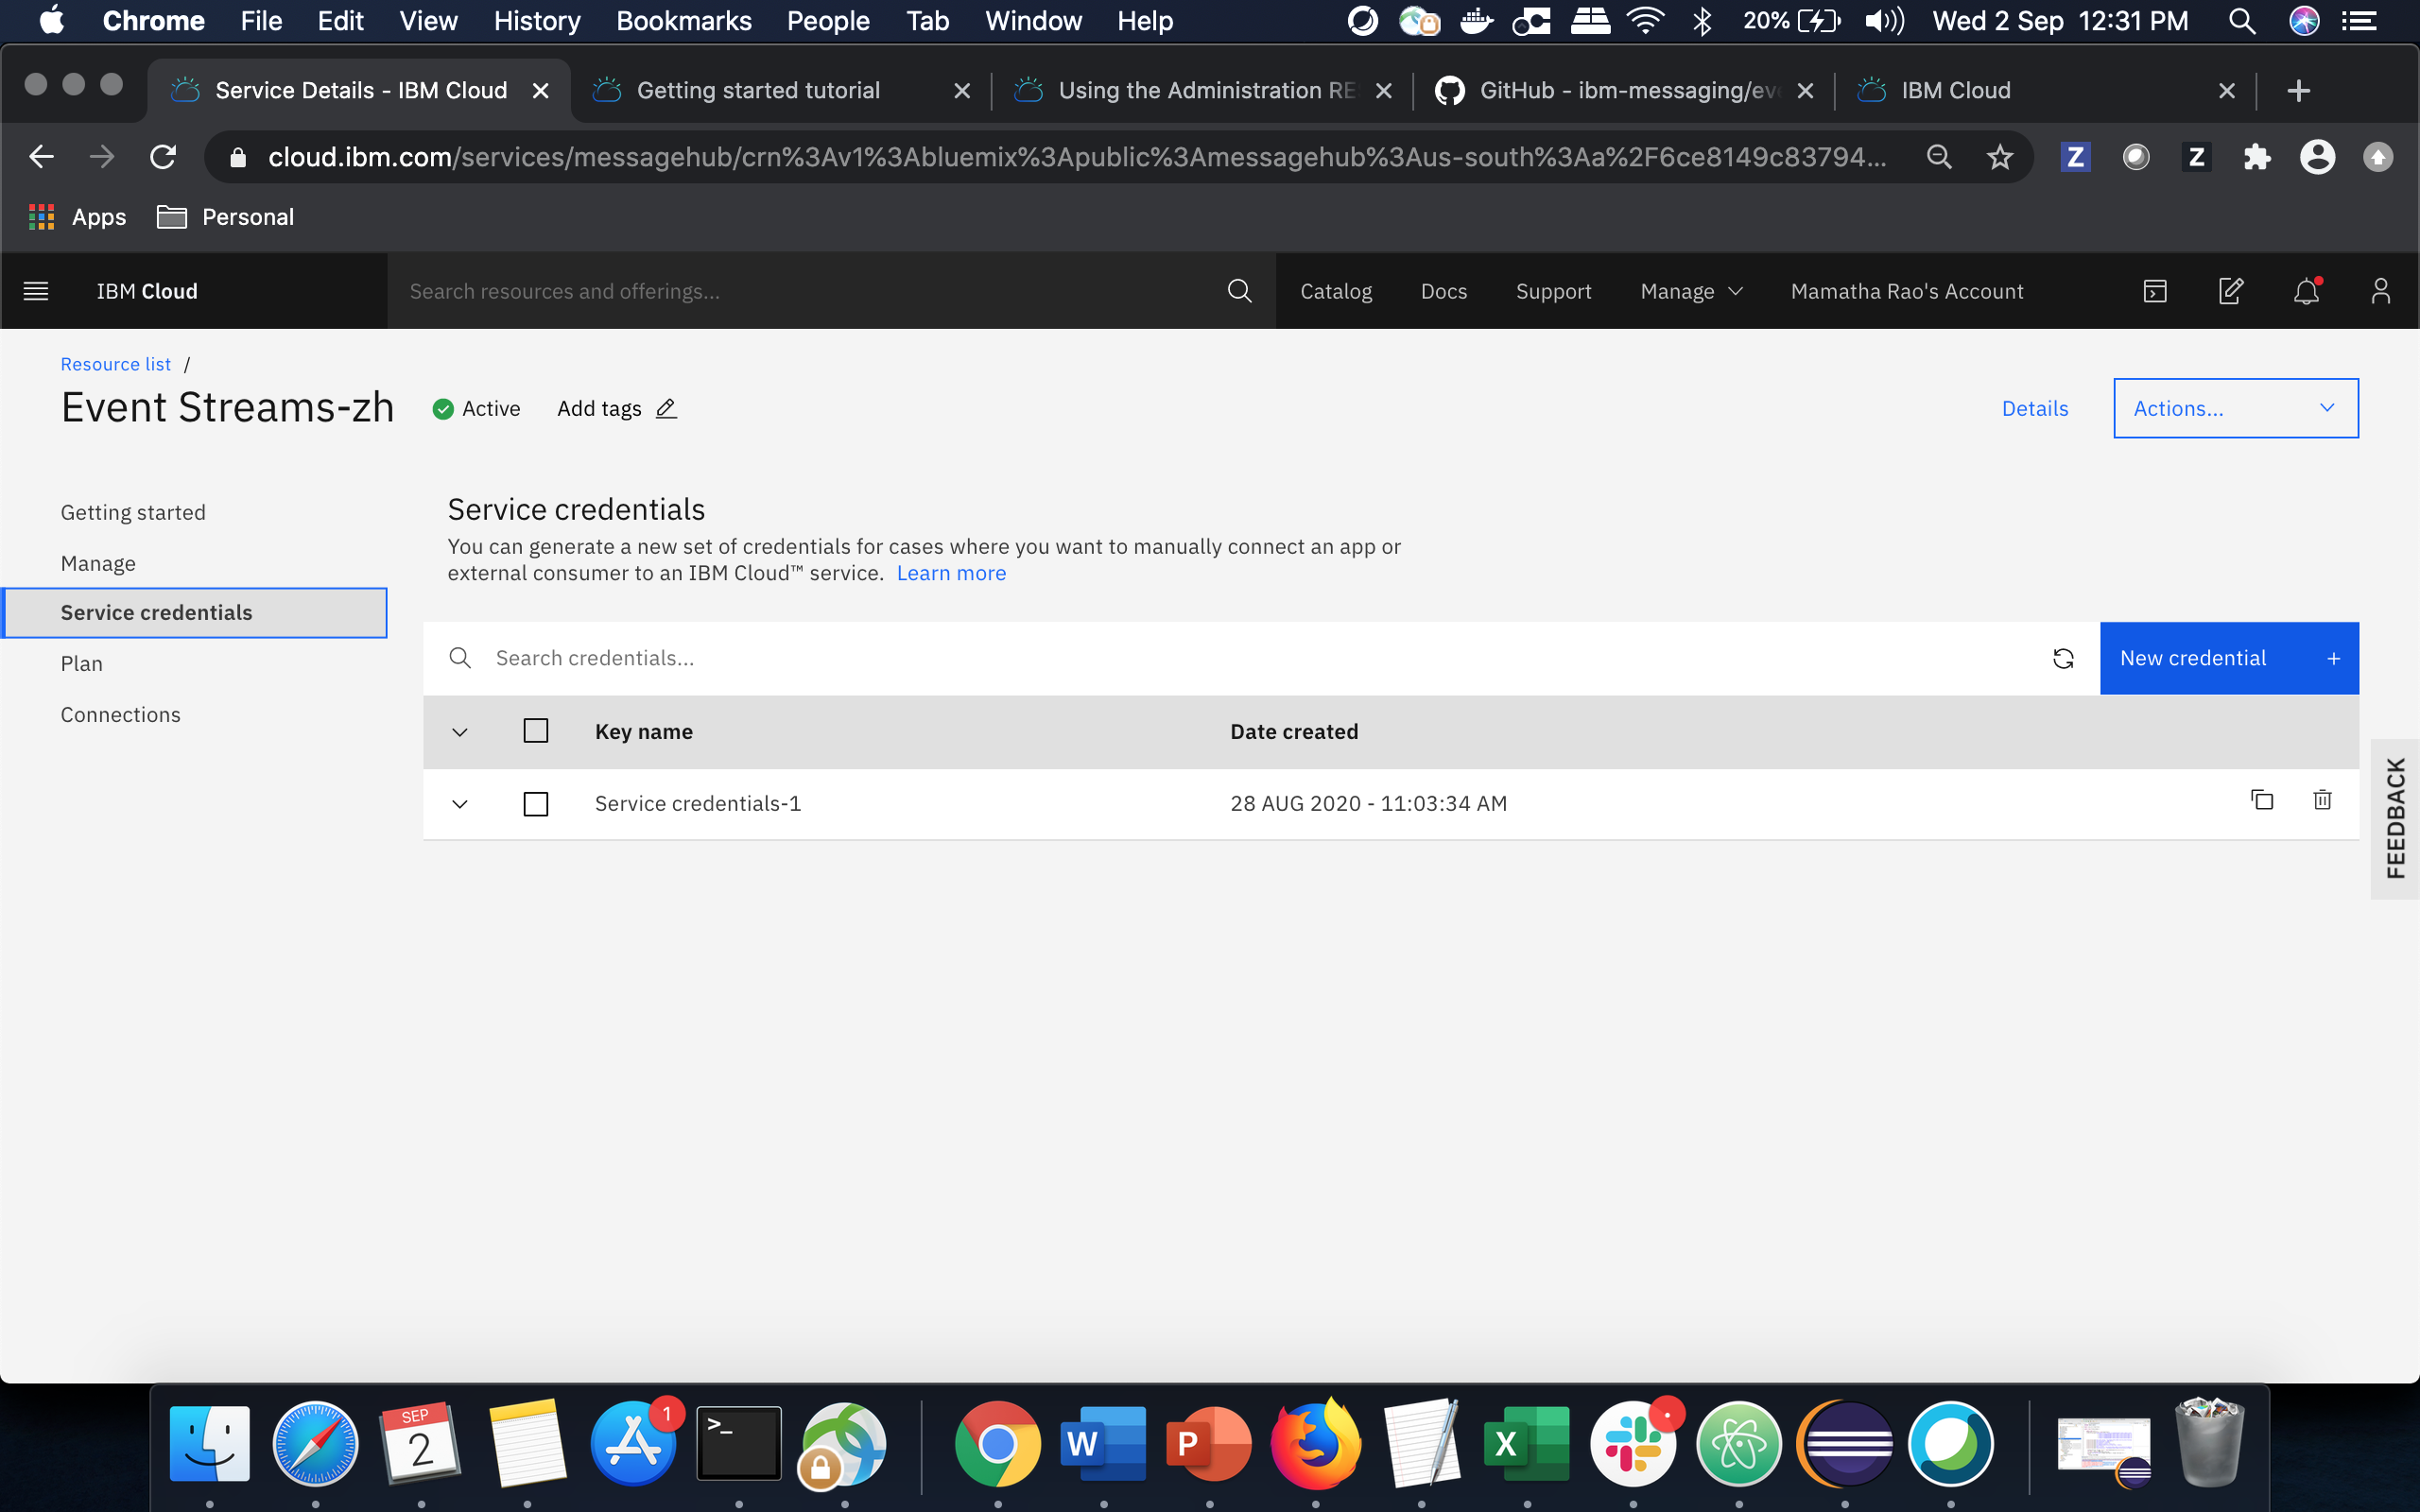 Chrome File Edit View History Bookmarks People Tab Window Help 20% Wed 2 Sep 12:31 PM
Service Details - IBM Cloud Getting started tutorial Using the Administration RE GitHub - ibm-messaging/eve IBM Cloud
cloud.ibm.com/services/messagehub/crn%3Av1%3Abluemix%3Apublic%3Amessagehub%3Aus-south%3Aa%2F6ce8149c83794... Z Z
Apps Personal
IBM Cloud Search resources and offerings... Catalog Docs Support Manage Mamatha Rao's Account
Resource list /
Event Streams-zh Active Add tags Details Actions...
Getting started
Manage
Service credentials
Plan
Connections
Service credentials
You can generate a new set of credentials for cases where you want to manually connect an app or
external consumer to an IBM Cloud™ service. Learn more
Search credentials... New credential +
Key name Date created
Service credentials-1 28 AUG 2020 - 11:03:34 AM
FEEDBACK
SEP
2
1
>_
W
P
X